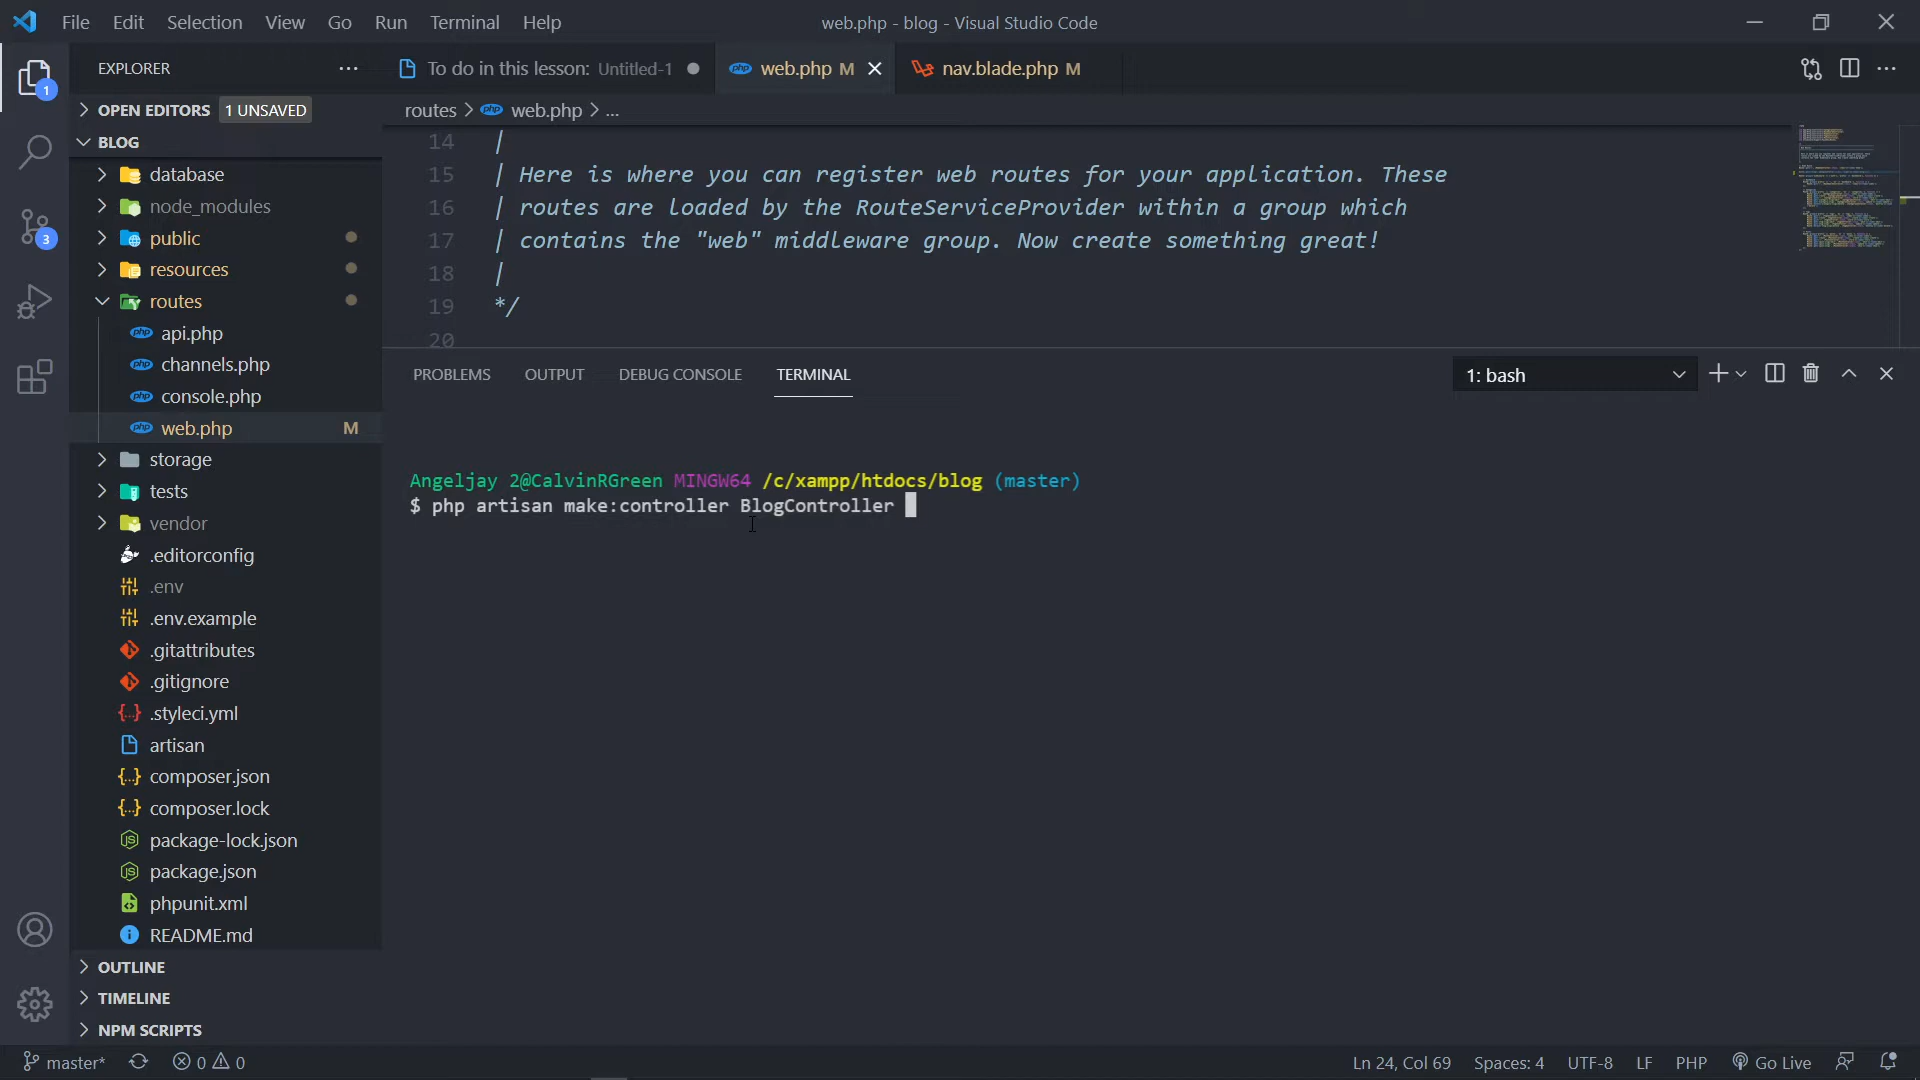 File Edit Selection View Go Run Terminal Help
web.php - blog - Visual Studio Code
EXPLORER
To do in this lesson: Untitled-1
web.php M
nav.blade.php M
OPEN EDITORS 1 UNSAVED
routes > web.php > ...
BLOG
database
node_modules
public
resources
routes
api.php
channels.php
console.php
web.php M
storage
tests
vendor
.editorconfig
.env
.env.example
.gitattributes
.gitignore
.styleci.yml
artisan
composer.json
composer.lock
package-lock.json
package.json
phpunit.xml
README.md
OUTLINE
TIMELINE
NPM SCRIPTS
14 |
15 | Here is where you can register web routes for your application. These
16 | routes are loaded by the RouteServiceProvider within a group which
17 | contains the "web" middleware group. Now create something great!
18 |
19 */
20
PROBLEMS OUTPUT DEBUG CONSOLE TERMINAL
1: bash
Angeljay 2@CalvinRGreen MINGW64 /c/xampp/htdocs/blog (master)
$ php artisan make:controller BlogController
1
3
master* 0 0
Ln 24, Col 69 Spaces: 4 UTF-8 LF PHP Go Live